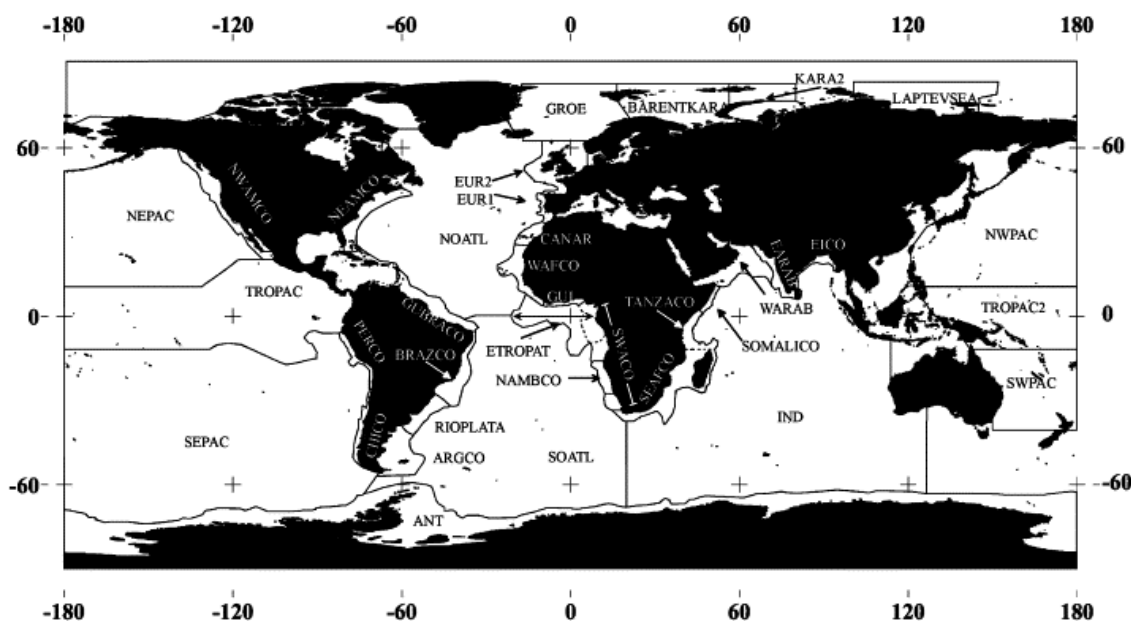 -180 -120 -60 0 60 120 180
KARA2
GROE BARENTKARA LAPTEVSEA
60 -60
EUR2
NWAMCO NEAMCO
EUR1
NEPAC NOATL CANAR EICO NWPAC
WAFCO EARAB
TROPAC GUI TANZACO WARAB TROPAC2
GUIBRACO
0 0
PERCO BRAZCO ETROPAT SWACO SOMALICO
NAMBCO SEAFCO SWPAC
CHICO RIOPLATA IND
SEPAC ARGCO SOATL
-60 -60
ANT
-180 -120 -60 0 60 120 180